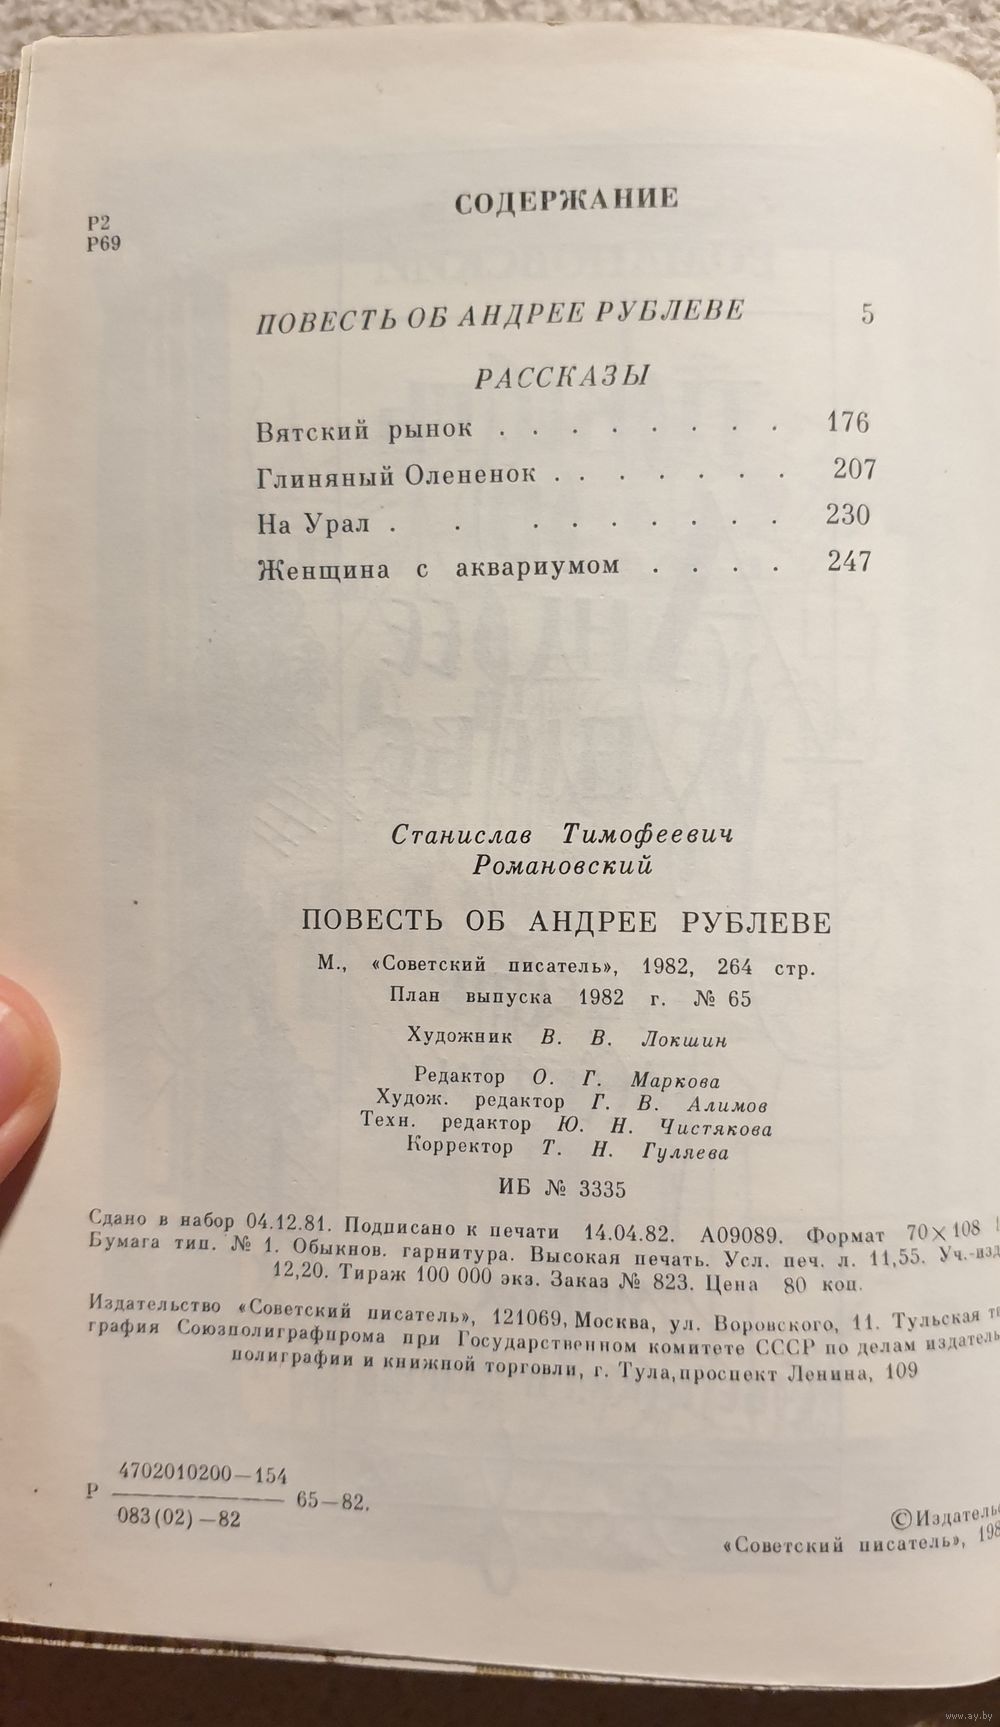 СОДЕРЖАНИЕ
Р2
Р69
ПОВЕСТЬ ОБ АНДРЕЕ РУБЛЕВЕ 5
РАССКАЗЫ
Вятский рынок . . . . . . . . 176
Глиняный Олененок . . . . . . . 207
На Урал . . . . . . . . . 230
Женщина с аквариумом . . . . 247
Станислав Тимофеевич
Романовский
ПОВЕСТЬ ОБ АНДРЕЕ РУБЛЕВЕ
М., «Советский писатель», 1982, 264 стр.
План выпуска 1982 г. № 65
Художник В. В. Локшин
Редактор О. Г. Маркова
Худож. редактор Г. В. Алимов
Техн. редактор Ю. Н. Чистякова
Корректор Т. Н. Гуляева
ИБ № 3335
Сдано в набор 04.12.81. Подписано к печати 14.04.82. А09089. Формат 70×108
Бумага тип. № 1. Обыкнов. гарнитура. Высокая печать. Усл. печ. л. 11,55. Уч.-изд
12,20. Тираж 100 000 экз. Заказ № 823. Цена 80 коп.
Издательство «Советский писатель», 121069, Москва, ул. Воровского, 11. Тульская
графия Союзполиграфпрома при Государственном комитете СССР по делам издатель
полиграфии и книжной торговли, г. Тула, проспект Ленина, 109
Р 4702010200—154
083(02)—82 65—82.
© Издатель
«Советский писатель», 198
www.ay.by